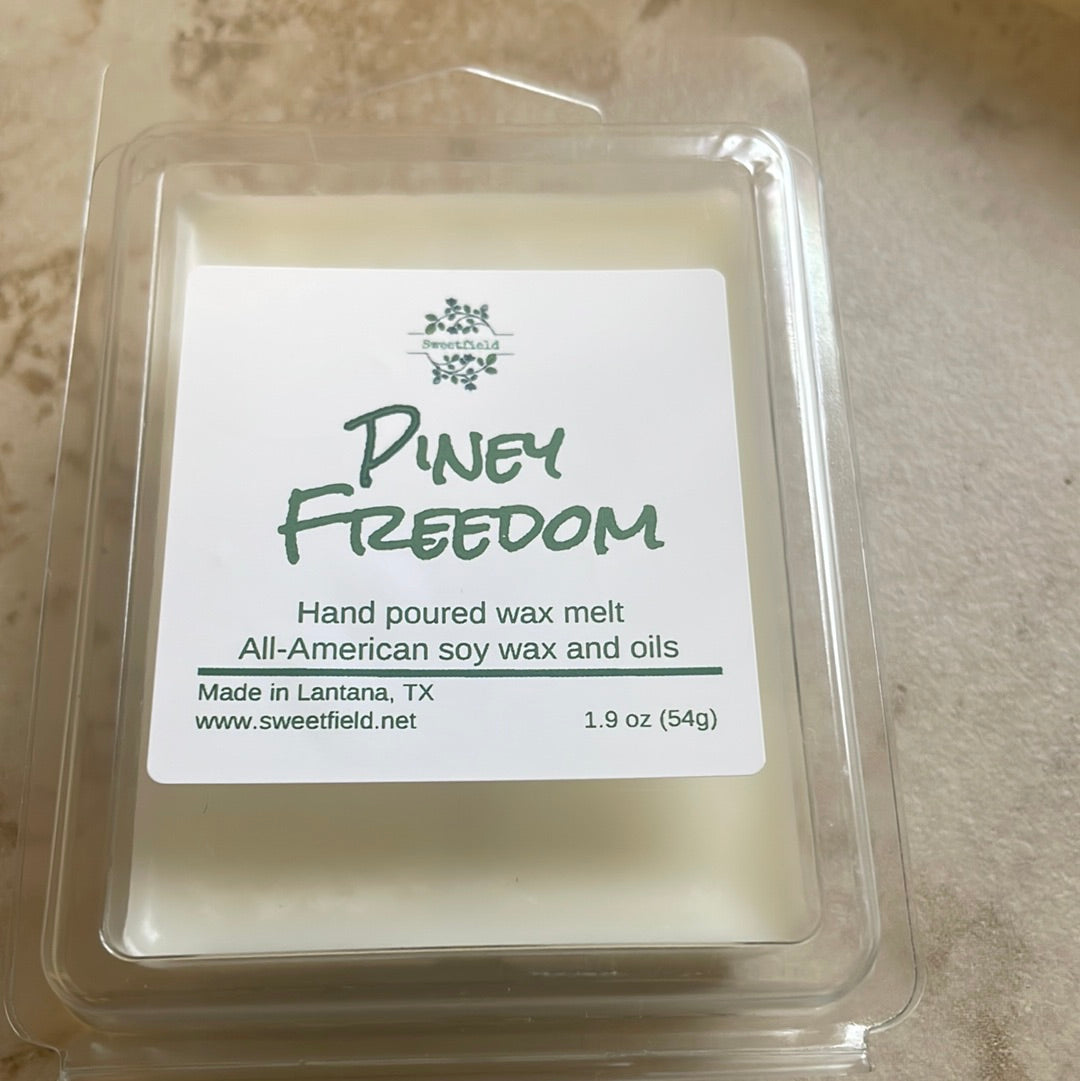 Sweetfield
PINEY
FREEDOM
Hand poured wax melt
All-American soy wax and oils
Made in Lantana, TX
www.sweetfield.net 1.9 oz (54g)